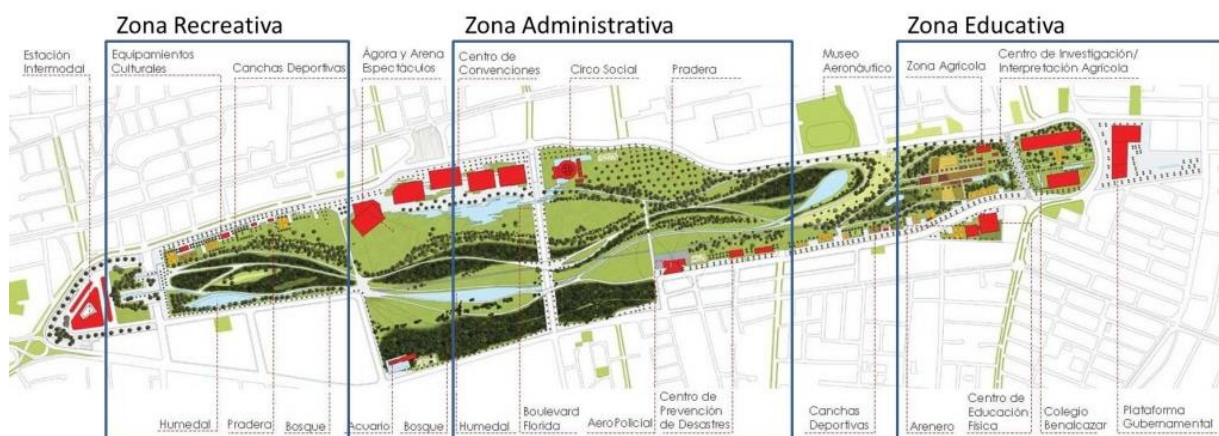 Zona Recreativa
Zona Administrativa
Zona Educativa
Estación
Intermodal
Equipamientos
Culturales
Canchas Deportivas
Ágora y Arena
Espectáculos
Centro de
Convenciones
Circo Social
Pradera
Museo
Aeronáutico
Zona Agrícola
Centro de Investigación/
Interpretación Agrícola
Humedal
Pradera
Bosque
Acuario
Bosque
Humedal
Boulevard
Florida
AeroPolicial
Centro de
Prevención
de Desastres
Canchas
Deportivas
Arenero
Centro de
Educación
Física
Colegio
Benalcazar
Plataforma
Gubernamental